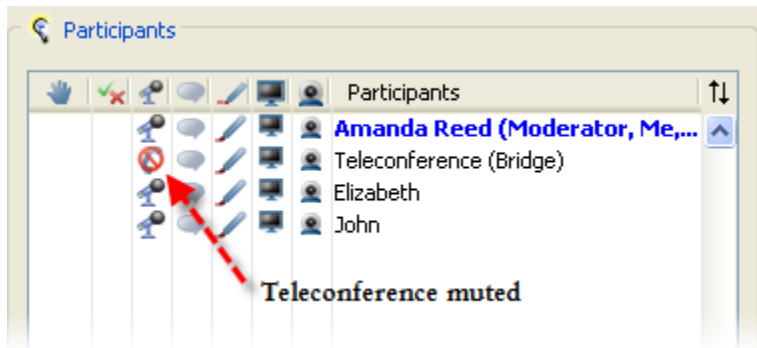 Participants
Participants
Amanda Reed (Moderator, Me,...
Teleconference (Bridge)
Elizabeth
John
Teleconference muted